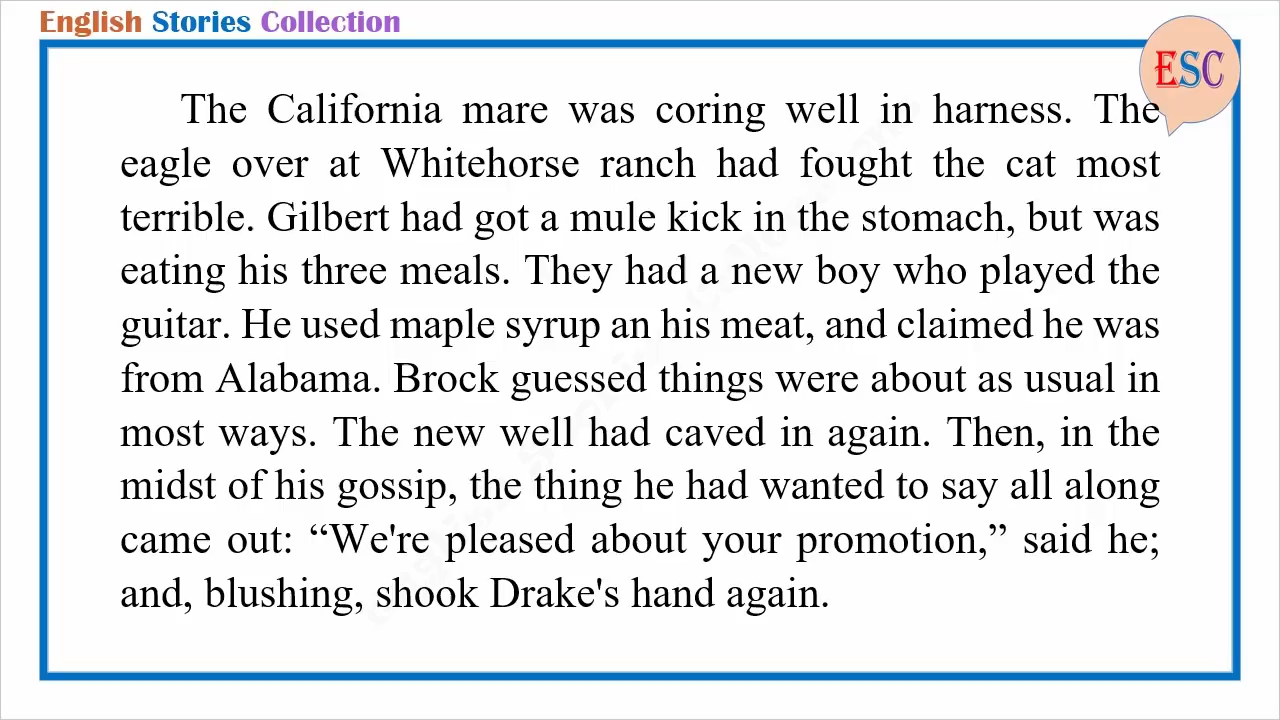 English Stories Collection
ESC
The California mare was coring well in harness. The
eagle over at Whitehorse ranch had fought the cat most
terrible. Gilbert had got a mule kick in the stomach, but was
eating his three meals. They had a new boy who played the
guitar. He used maple syrup an his meat, and claimed he was
from Alabama. Brock guessed things were about as usual in
most ways. The new well had caved in again. Then, in the
midst of his gossip, the thing he had wanted to say all along
came out: “We're pleased about your promotion,” said he;
and, blushing, shook Drake's hand again.